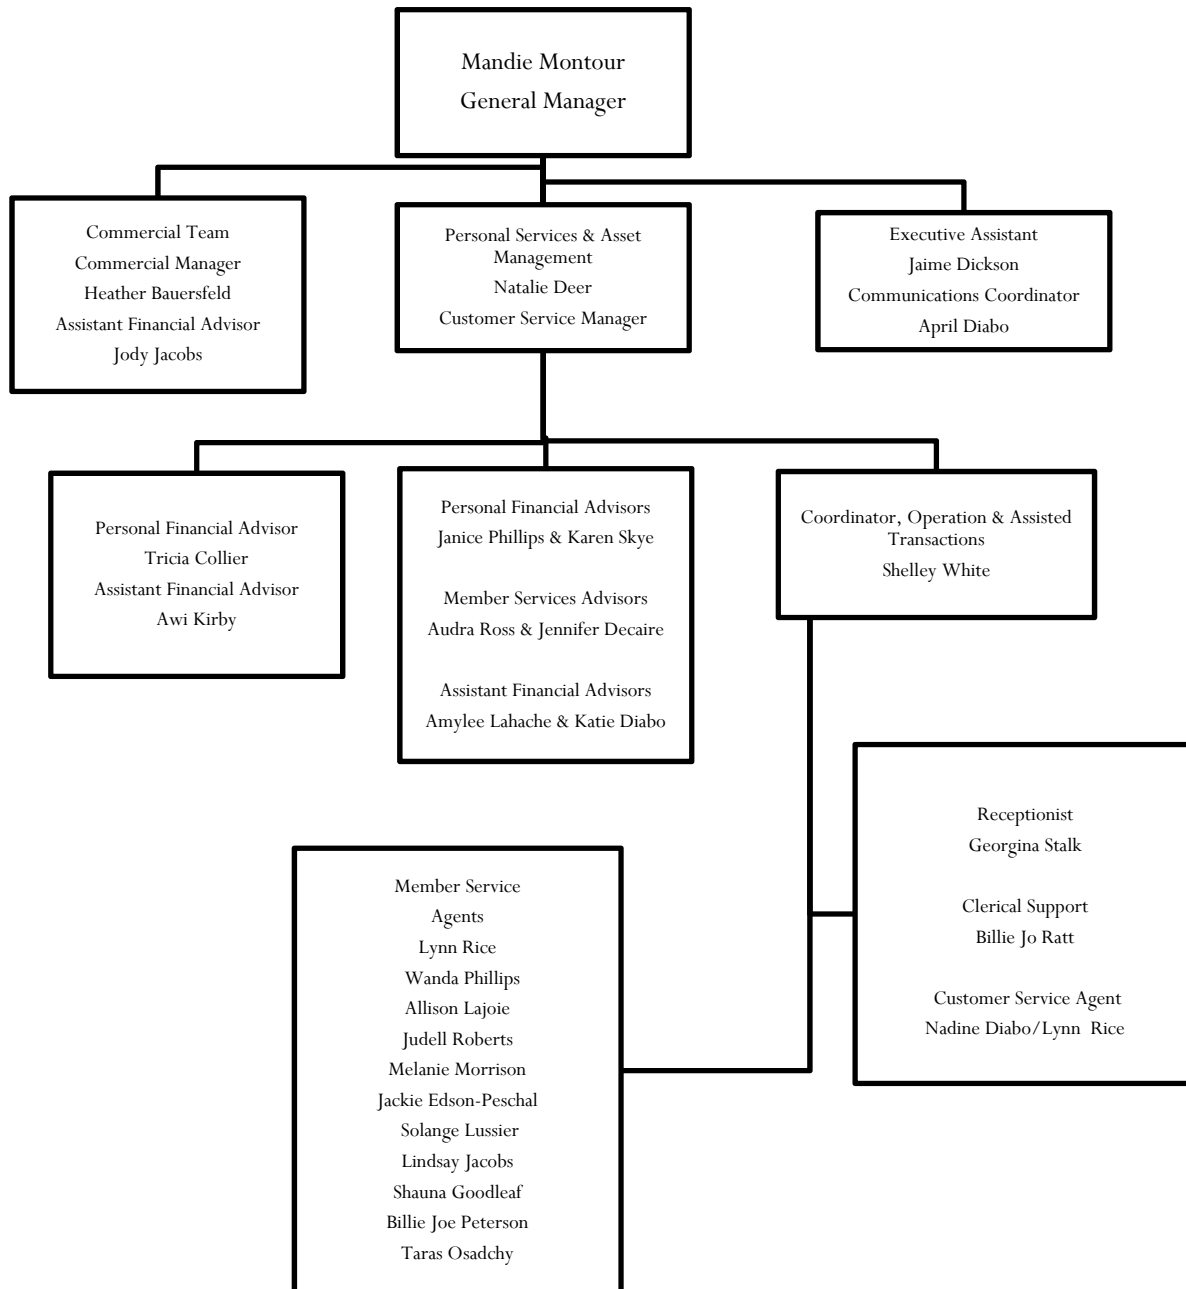 Mandie Montour
General Manager
Commercial Team
Commercial Manager
Heather Bauersfeld
Assistant Financial Advisor
Jody Jacobs
Personal Services & Asset
Management
Natalie Deer
Customer Service Manager
Executive Assistant
Jaime Dickson
Communications Coordinator
April Diabo
Personal Financial Advisor
Tricia Collier
Assistant Financial Advisor
Awi Kirby
Personal Financial Advisors
Janice Phillips & Karen Skye
Member Services Advisors
Audra Ross & Jennifer Decaire
Assistant Financial Advisors
Amylee Lahache & Katie Diabo
Coordinator, Operation & Assisted
Transactions
Shelley White
Member Service
Agents
Lynn Rice
Wanda Phillips
Allison Lajoie
Judell Roberts
Melanie Morrison
Jackie Edson-Peschal
Solange Lussier
Lindsay Jacobs
Shauna Goodleaf
Billie Joe Peterson
Taras Osadchy
Receptionist
Georgina Stalk
Clerical Support
Billie Jo Ratt
Customer Service Agent
Nadine Diabo/Lynn  Rice